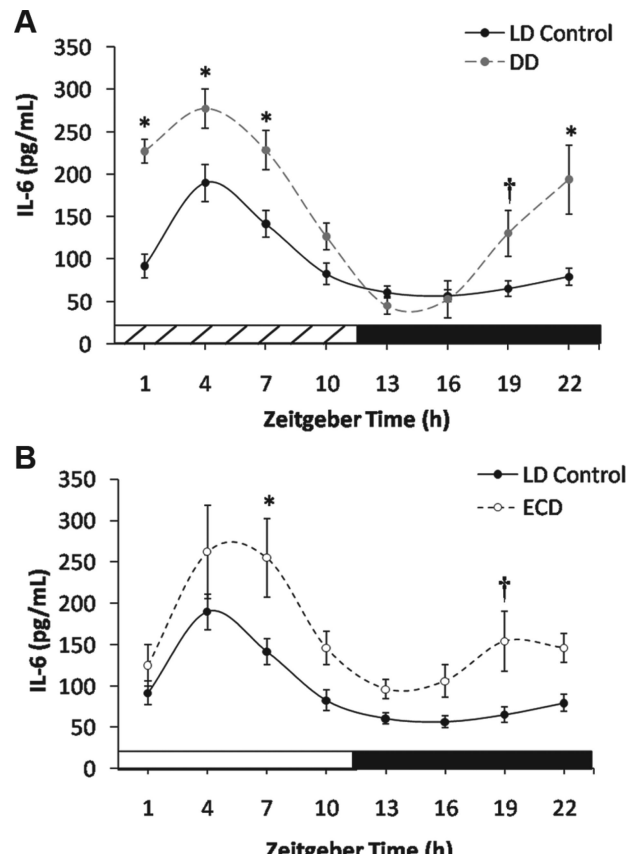 A
LD Control
DD
IL-6 (pg/mL)
350
300
250
200
150
100
50
0
*
*
*
†
*
1 4 7 10 13 16 19 22
Zeitgeber Time (h)
B
LD Control
ECD
IL-6 (pg/mL)
350
300
250
200
150
100
50
0
*
†
1 4 7 10 13 16 19 22
Zeitgeber Time (h)